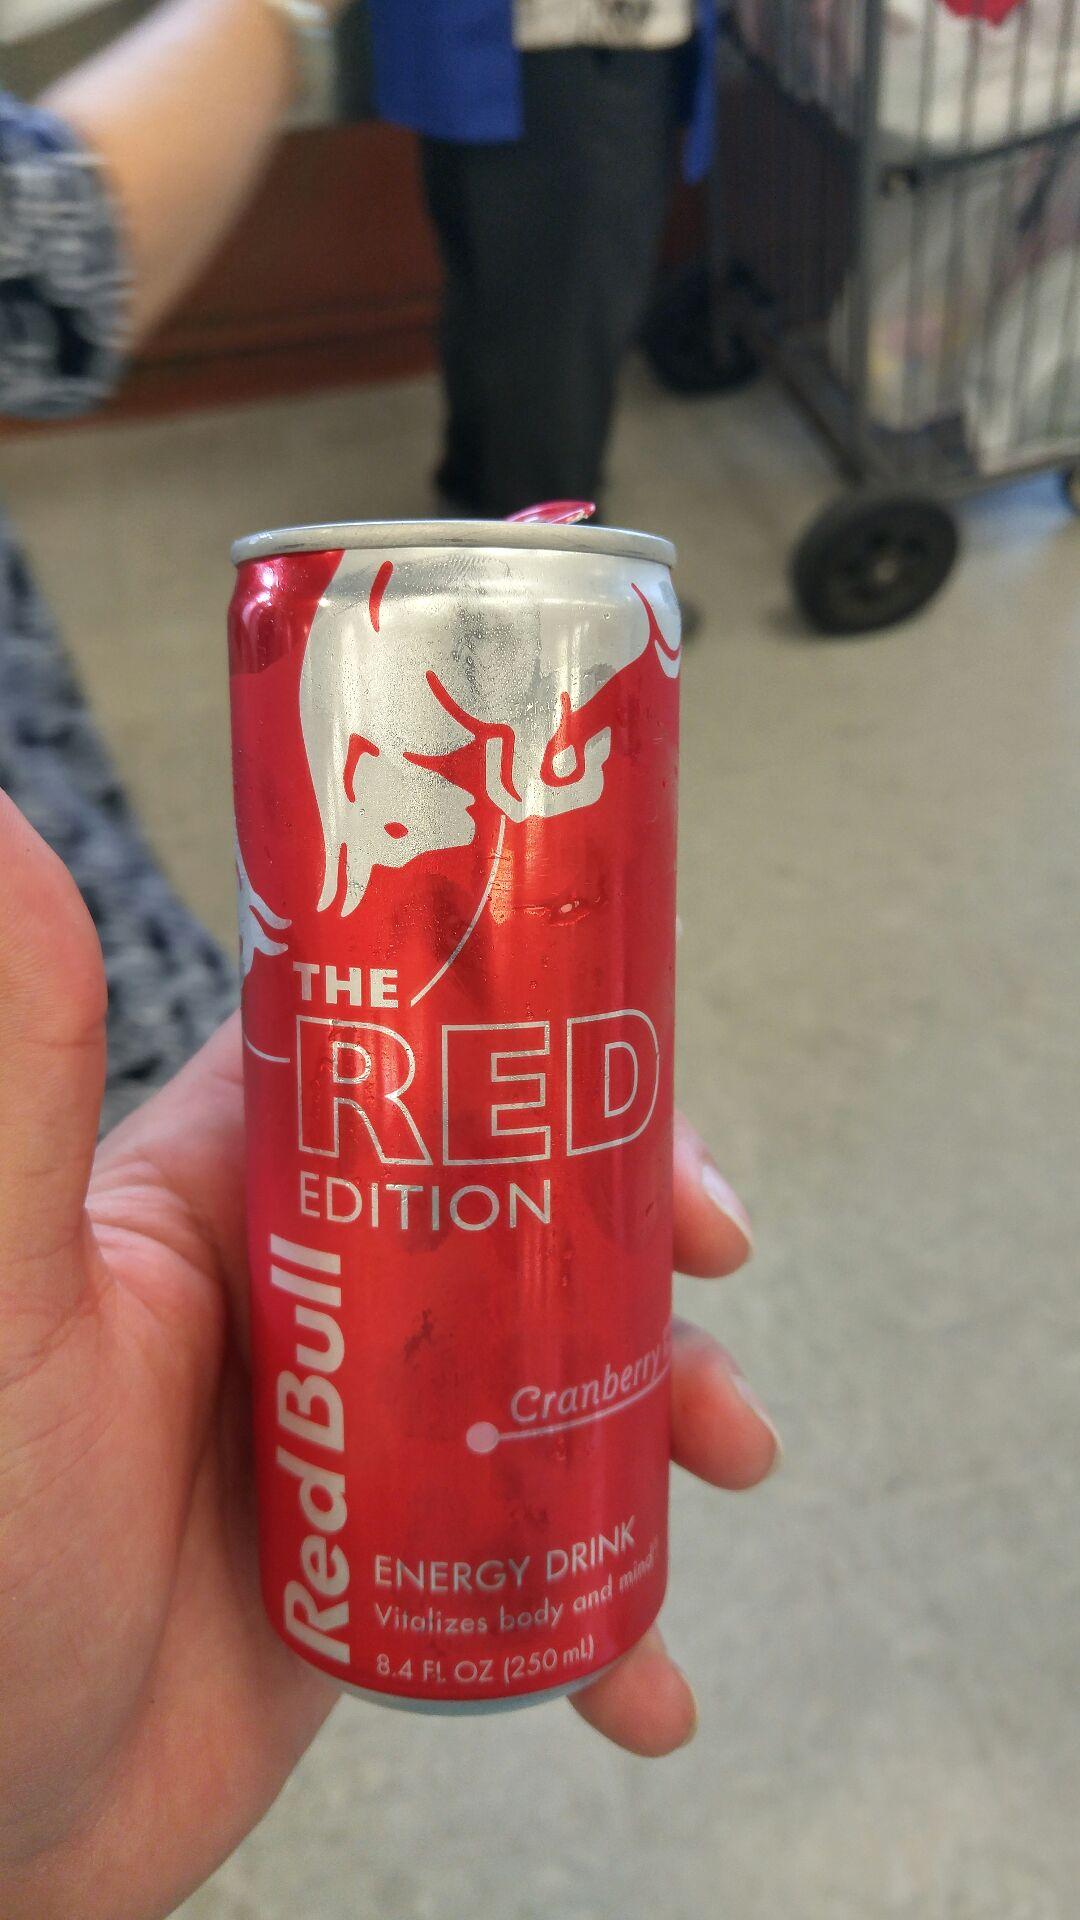 THE
RED
EDITION
Red Bull
Cranberry
ENERGY DRINK
Vitalizes body and mind
8.4 FL OZ (250 mL)